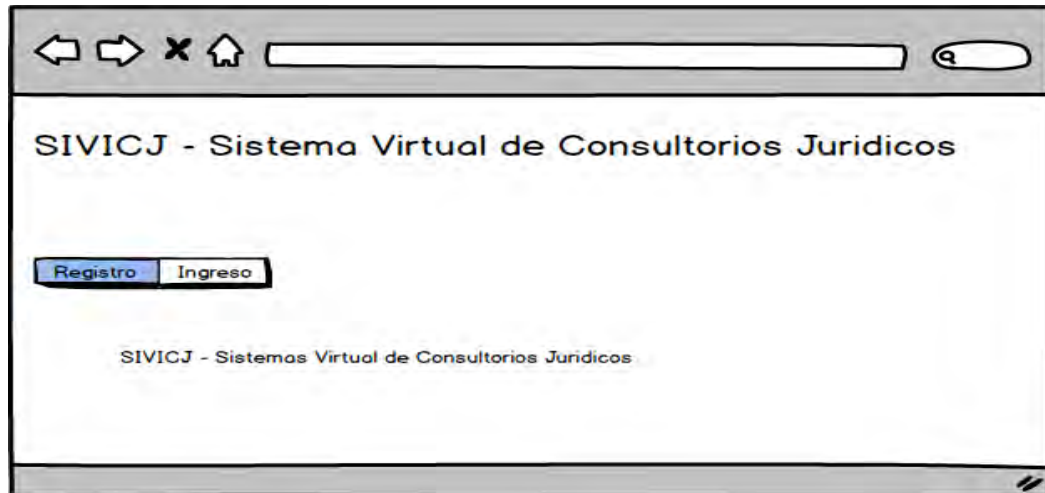 SIVICJ - Sistema Virtual de Consultorios Juridicos
Registro Ingreso
SIVICJ - Sistemas Virtual de Consultorios Juridicos